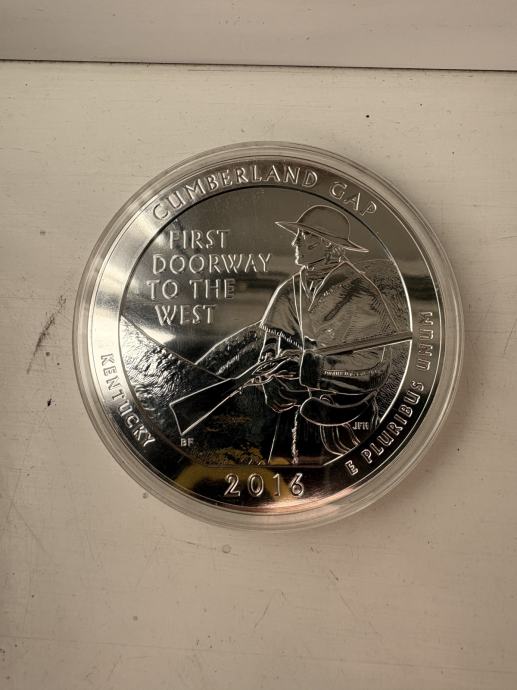 CUMBERLAND GAP
FIRST
DOORWAY
TO THE
WEST
KENTUCKY
E PLURIBUS UNUM
BF
JFM
2016